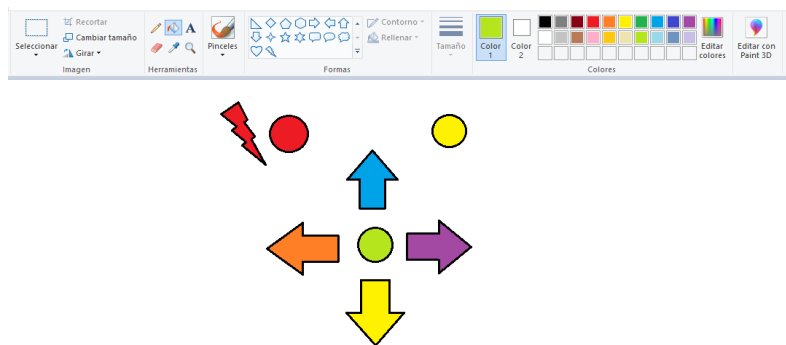 Seleccionar
Recortar
Cambiar tamaño
Girar
Imagen
A
Herramientas
Pinceles
Contorno
Rellenar
Formas
Tamaño
Color
1
Color
2
Editar
colores
Colores
Editar con
Paint 3D